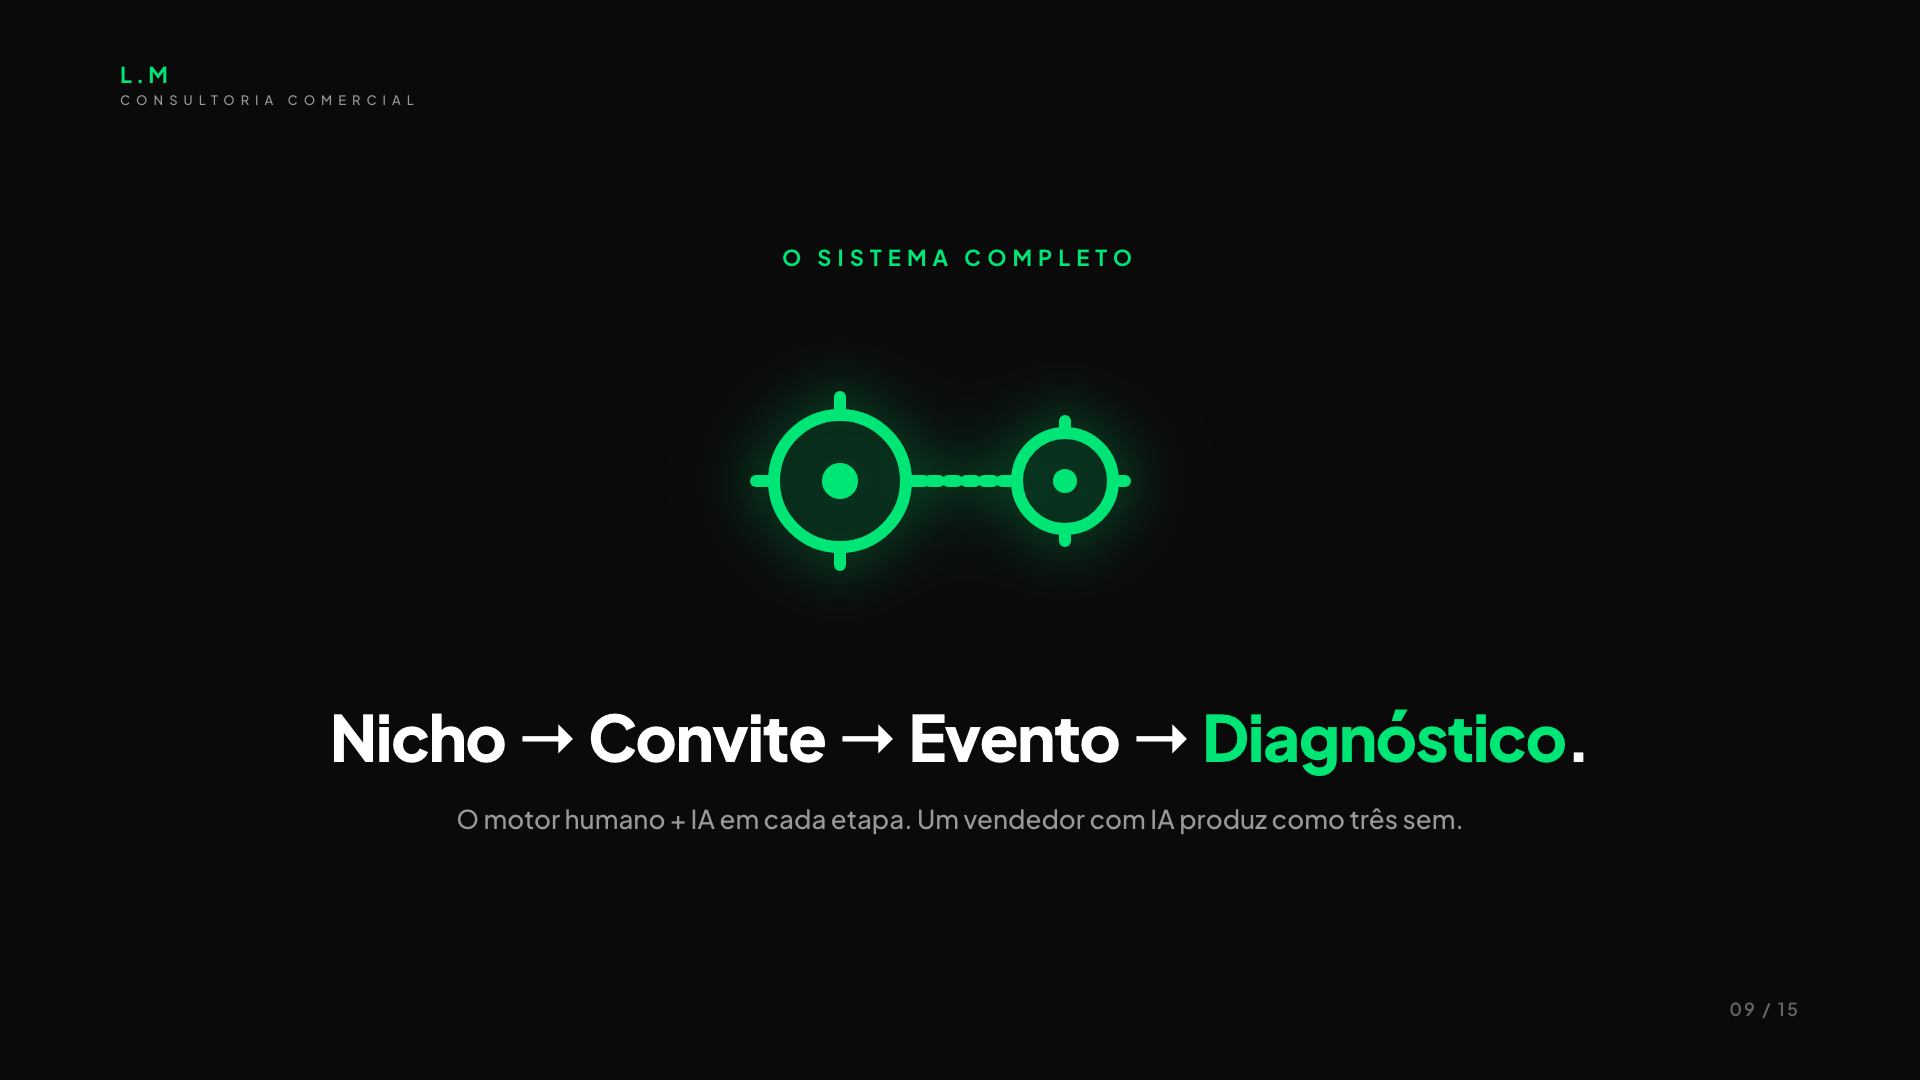 L.M
CONSULTORIA COMERCIAL
O SISTEMA COMPLETO
Nicho → Convite → Evento → Diagnóstico.
O motor humano + IA em cada etapa. Um vendedor com IA produz como três sem.
09 / 15